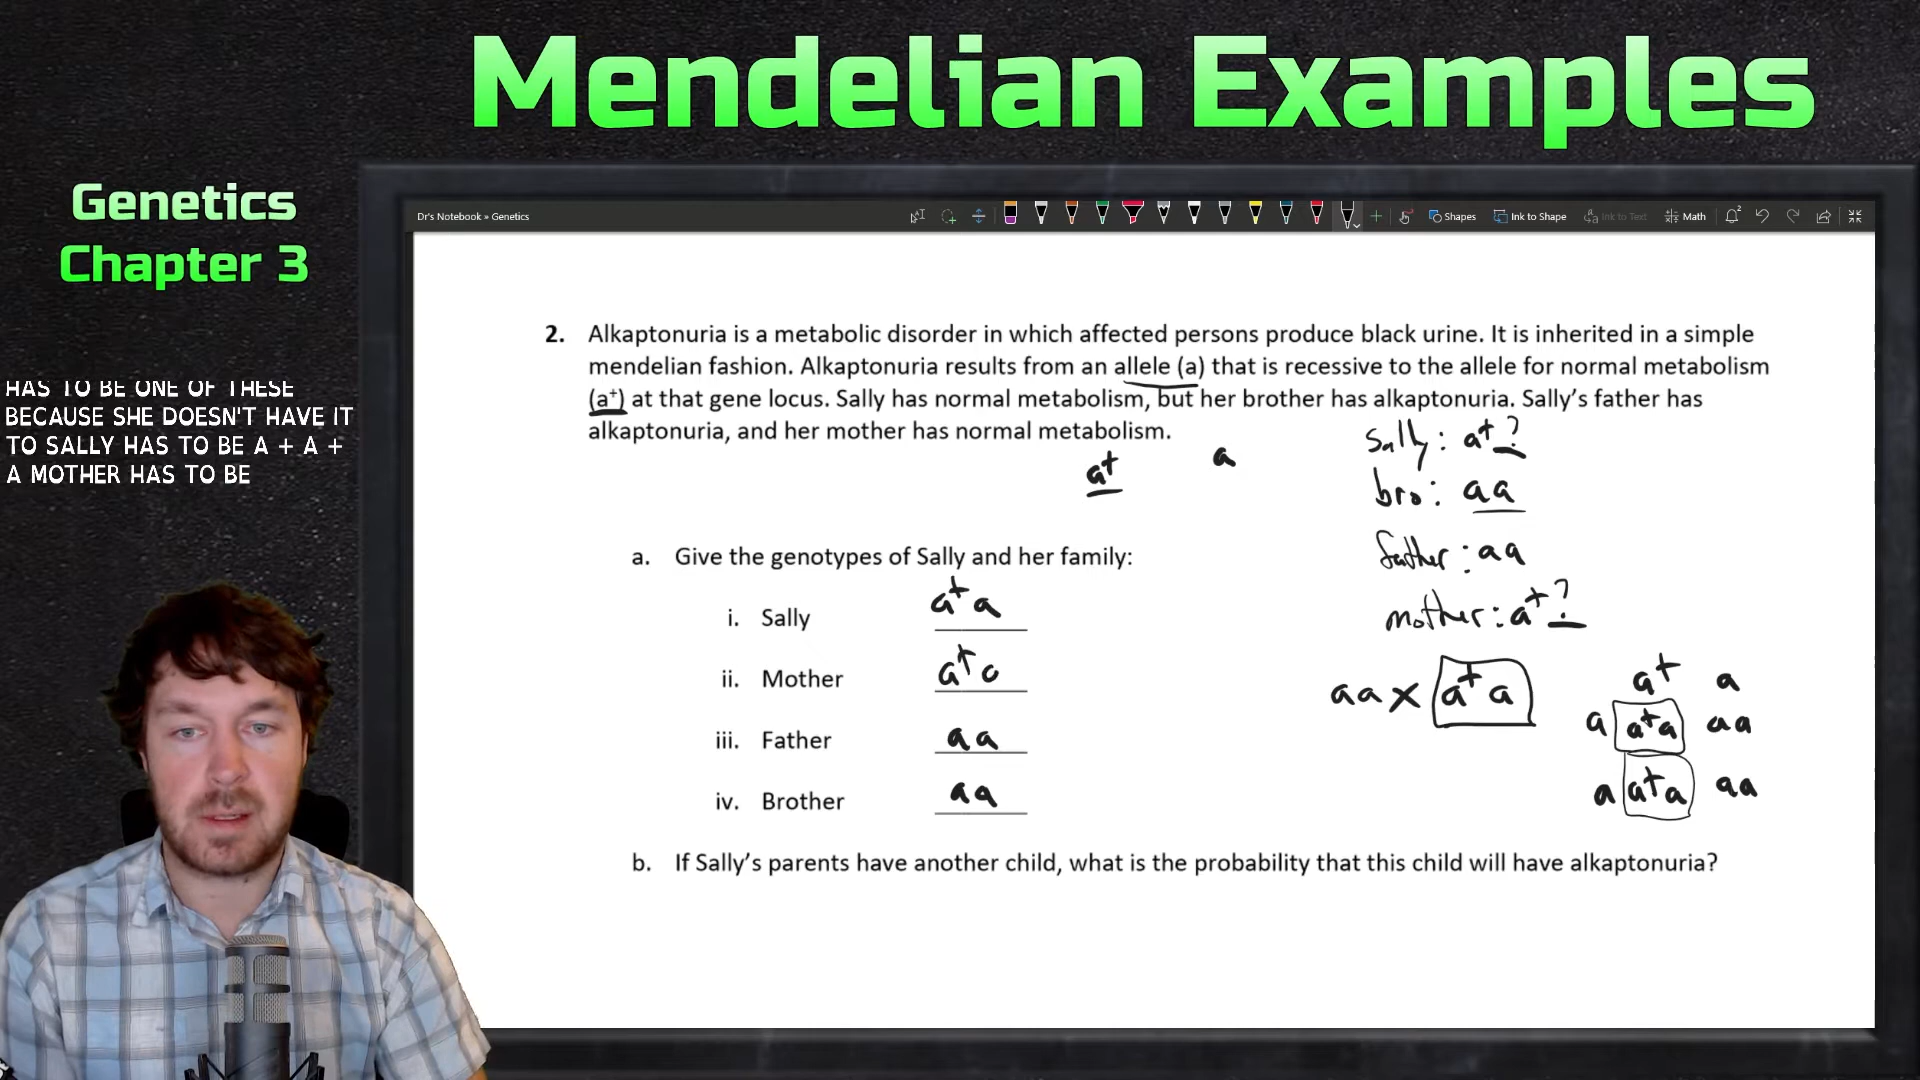 Mendelian Examples
Genetics
Chapter 3
HAS TO BE ONE OF THESE
BECAUSE SHE DOESN'T HAVE IT
TO SALLY HAS TO BE A + A +
A MOTHER HAS TO BE
Dr's Notebook » Genetics
Shapes
Ink to Shape
Ink to Text
Math
2. Alkaptonuria is a metabolic disorder in which affected persons produce black urine. It is inherited in a simple
mendelian fashion. Alkaptonuria results from an allele (a) that is recessive to the allele for normal metabolism
(a⁺) at that gene locus. Sally has normal metabolism, but her brother has alkaptonuria. Sally's father has
alkaptonuria, and her mother has normal metabolism.
a⁺ a
Sally: a⁺ ?
bro: aa
father: aa
mother: a⁺ ?
a. Give the genotypes of Sally and her family:
i. Sally a⁺a
ii. Mother a⁺a
iii. Father aa
iv. Brother aa
aa x a⁺a
a⁺ a
a a⁺a aa
a a⁺a aa
b. If Sally's parents have another child, what is the probability that this child will have alkaptonuria?